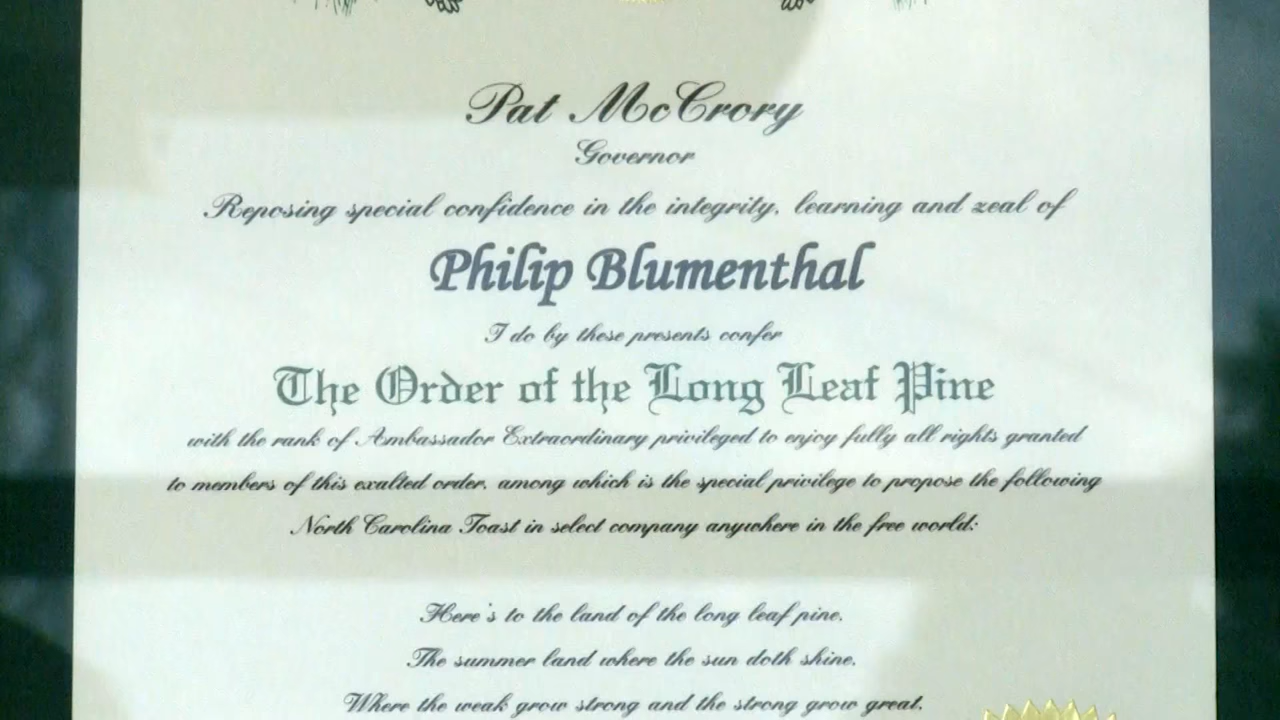 Pat McCrory
Governor
Reposing special confidence in the integrity, learning and zeal of
Philip Blumenthal
I do by these presents confer
The Order of the Long Leaf Pine
with the rank of Ambassador Extraordinary privileged to enjoy fully all rights granted
to members of this exalted order, among which is the special privilege to propose the following
North Carolina Toast in select company anywhere in the free world:
Here's to the land of the long leaf pine,
The summer land where the sun doth shine,
Where the weak grow strong and the strong grow great,